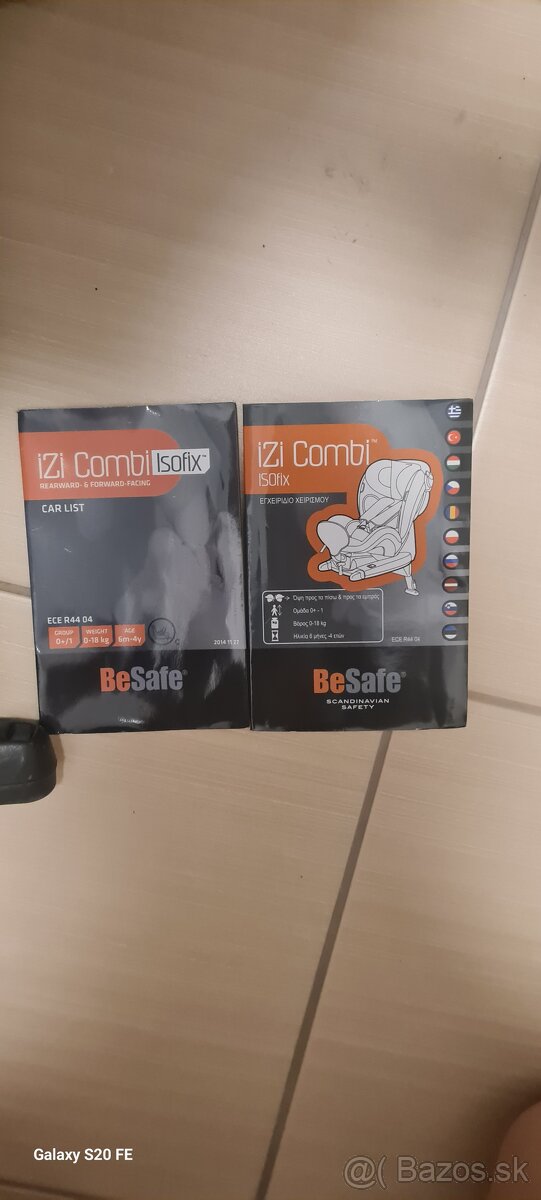 iZi Combi Isofix™
REARWARD- & FORWARD-FACING
CAR LIST
ECE R44 04
GROUP
0+/1
WEIGHT
0-18 kg
AGE
6m-4y
2014 11 27
BeSafe®
iZi Combi™
ISOfix
ΕΓΧΕΙΡΙΔΙΟ ΧΕΙΡΙΣΜΟΥ
Όψη προς τα πίσω & προς τα εμπρός
Ομάδα 0+ - 1
Βάρος 0-18 kg
Ηλικία 6 μήνες -4 ετών
ECE R44 04
BeSafe®
SCANDINAVIAN
SAFETY
Galaxy S20 FE
@( Bazos.sk